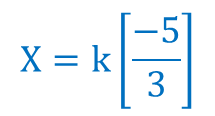 X = k[-5/3]